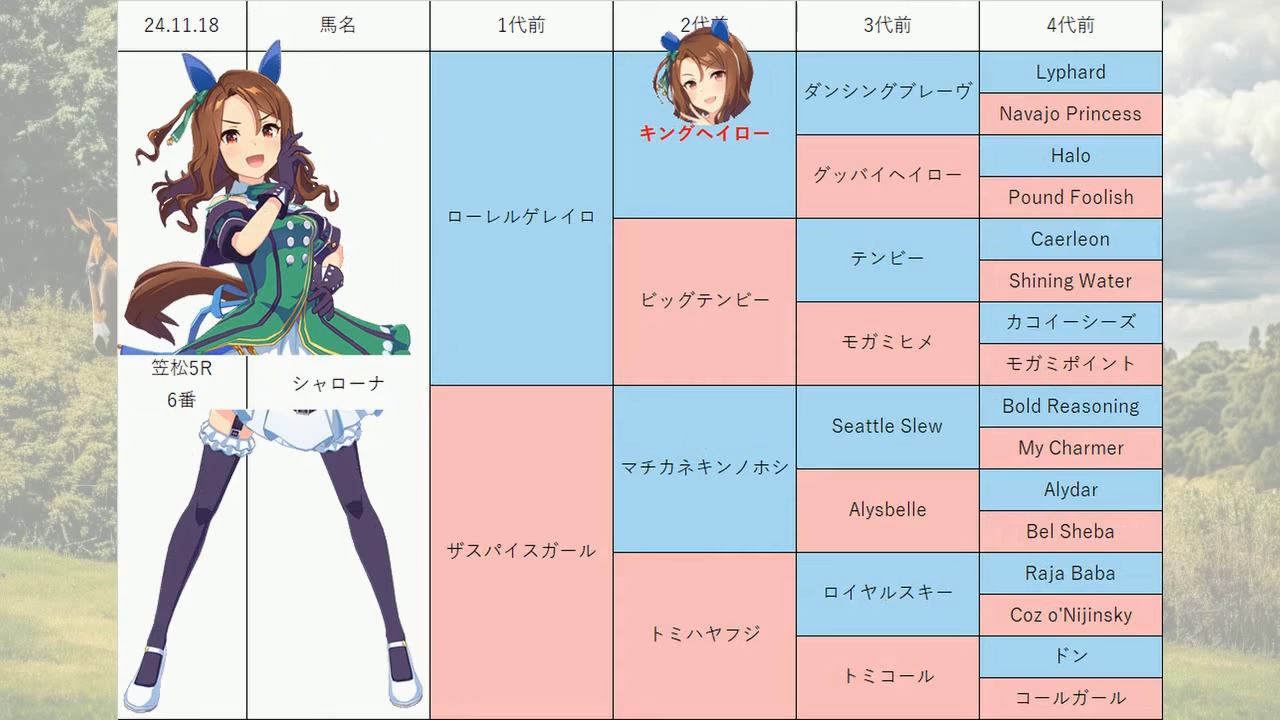 24.11.18
馬名
1代前
2代前
3代前
4代前
笠松5R
6番
シャローナ
ローレルゲレイロ
ザスパイスガール
キングヘイロー
ビッグテンビー
マチカネキンノホシ
トミハヤフジ
ダンシングブレーヴ
グッバイヘイロー
テンビー
モガミヒメ
Seattle Slew
Alysbelle
ロイヤルスキー
トミコール
Lyphard
Navajo Princess
Halo
Pound Foolish
Caerleon
Shining Water
カコイーシーズ
モガミポイント
Bold Reasoning
My Charmer
Alydar
Bel Sheba
Raja Baba
Coz o'Nijinsky
ドン
コールガール